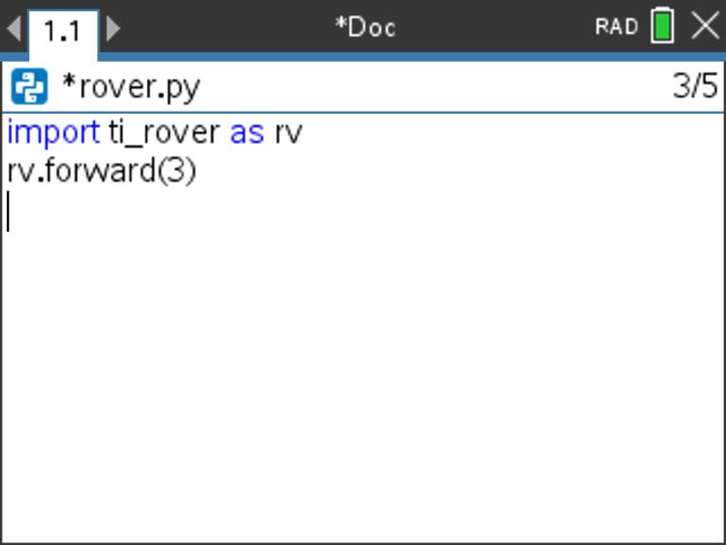 1.1 *Doc RAD
*rover.py 3/5
import ti_rover as rv
rv.forward(3)